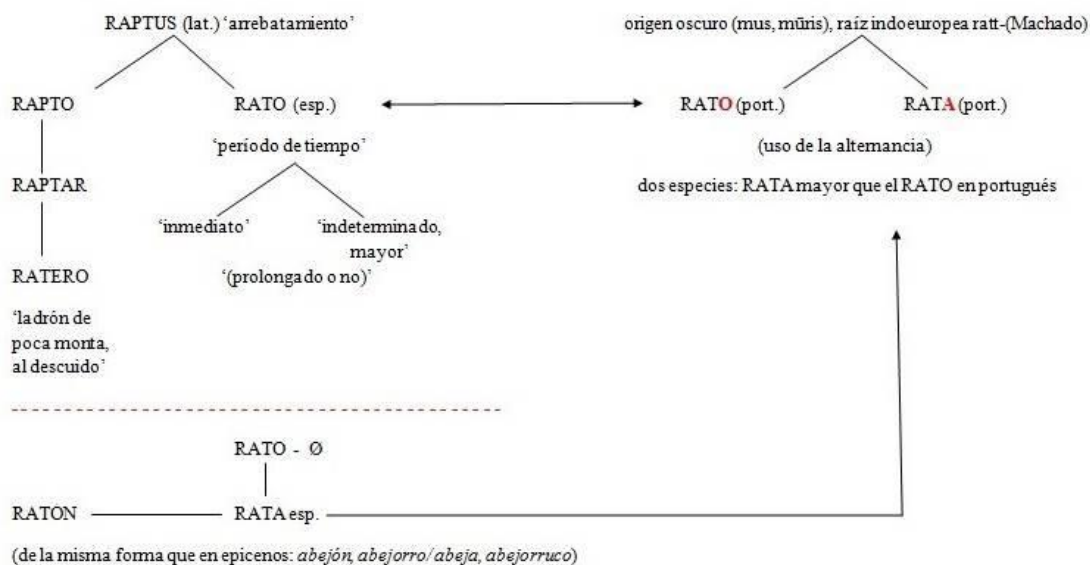 RAPTUS (lat.) ‘arrebatamiento’
origen oscuro (mus, mūris), raíz indoeuropea ratt-(Machado)
RAPTO
RATO (esp.)
RATO (port.)
RATA (port.)
‘período de tiempo’
(uso de la alternancia)
RAPTAR
dos especies: RATA mayor que el RATO en portugués
‘inmediato’
‘indeterminado,
mayor’
RATERO
‘(prolongado o no)’
‘ladrón de
poca monta,
al descuido’
RATO - Ø
RATÓN
RATA esp.
(de la misma forma que en epicenos: abejón, abejorro/abeja, abejorruco)